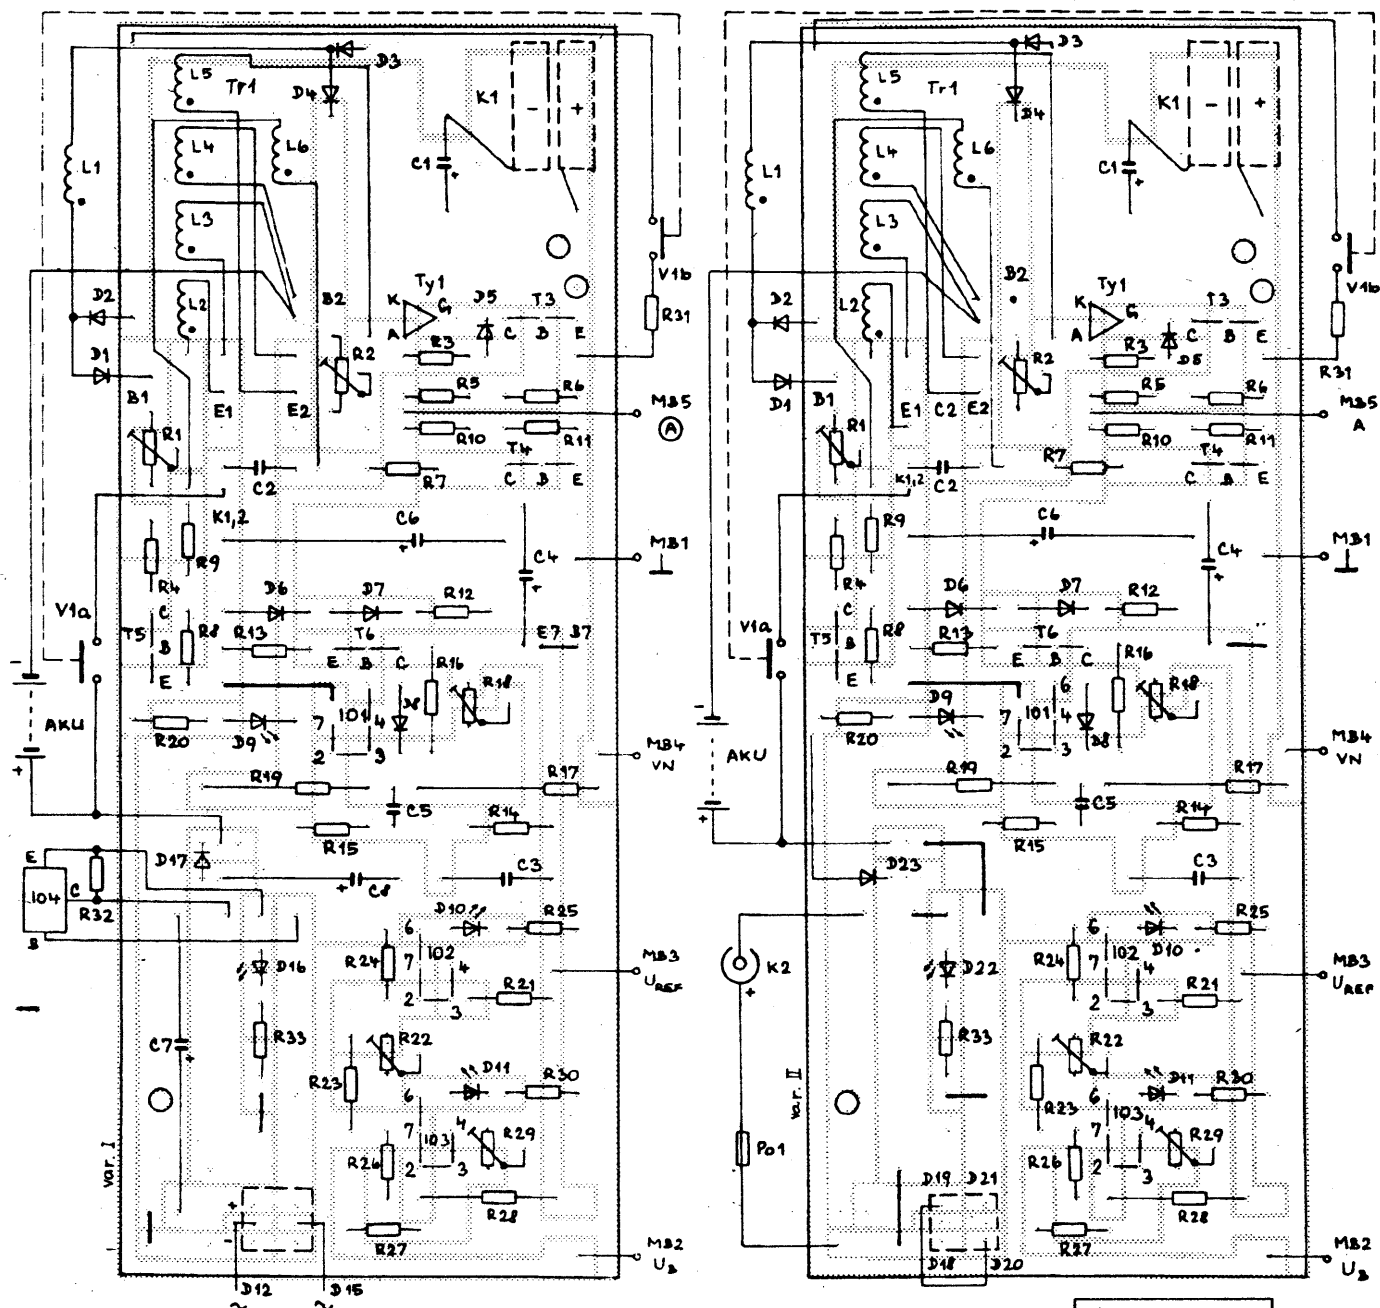 D3
L5
Tr1
D4
K1
-
+
L4
L6
L1
C1
+
L3
V1b
D2
L2
B2
K
Ty1
G
D5
T3
R31
A
C
B
E
R3
D1
R2
B1
E1
E2
R5
R6
MB5
A
R1
R10
R11
T4
C2
R7
C
B
E
K1,2
C6
+
MB1
R9
C4
+
R4
V1a
C
D6
D7
R12
T5
B
R8
R13
T6
E7
B7
E
B
C
R16
E
-
R18
AKU
R20
D9
7
101
4
D8
2
3
MB4
VN
+
R19
R17
C5
R14
R15
E
D17
104
C
R32
+
C8
C3
B
D10
R25
6
102
R24
7
4
MB3
UREF
D16
2
R21
3
C7
+
R33
R22
R23
D11
R30
6
7
103
4
R29
var. I
R26
2
3
+
R28
-
R27
MB2
UB
D12
D15
~
~
D3
L5
Tr1
D4
K1
-
+
L4
L6
L1
C1
+
L3
V1b
D2
L2
B2
K
Ty1
G
T3
A
C
B
E
R3
D5
R31
D1
R2
B1
E1
C2
E2
R5
R6
MB5
A
R1
R10
R11
R7
T4
K1,2
C2
C
B
E
C6
+
MB1
R9
C4
+
R4
V1a
C
D6
D7
R12
T5
B
R8
R13
T6
E
B
C
R16
E
6
R18
-
AKU
R20
D9
7
101
4
D8
2
3
MB4
VN
+
R19
R17
C5
R14
R15
D23
C3
6
D10
R25
102
R24
7
4
MB3
UREF
K2
+
D22
2
R21
3
R33
R22
var. II
R23
D11
R30
6
103
4
7
R29
Po1
R26
2
3
D19
D21
R28
R27
D18
D20
MB2
UB